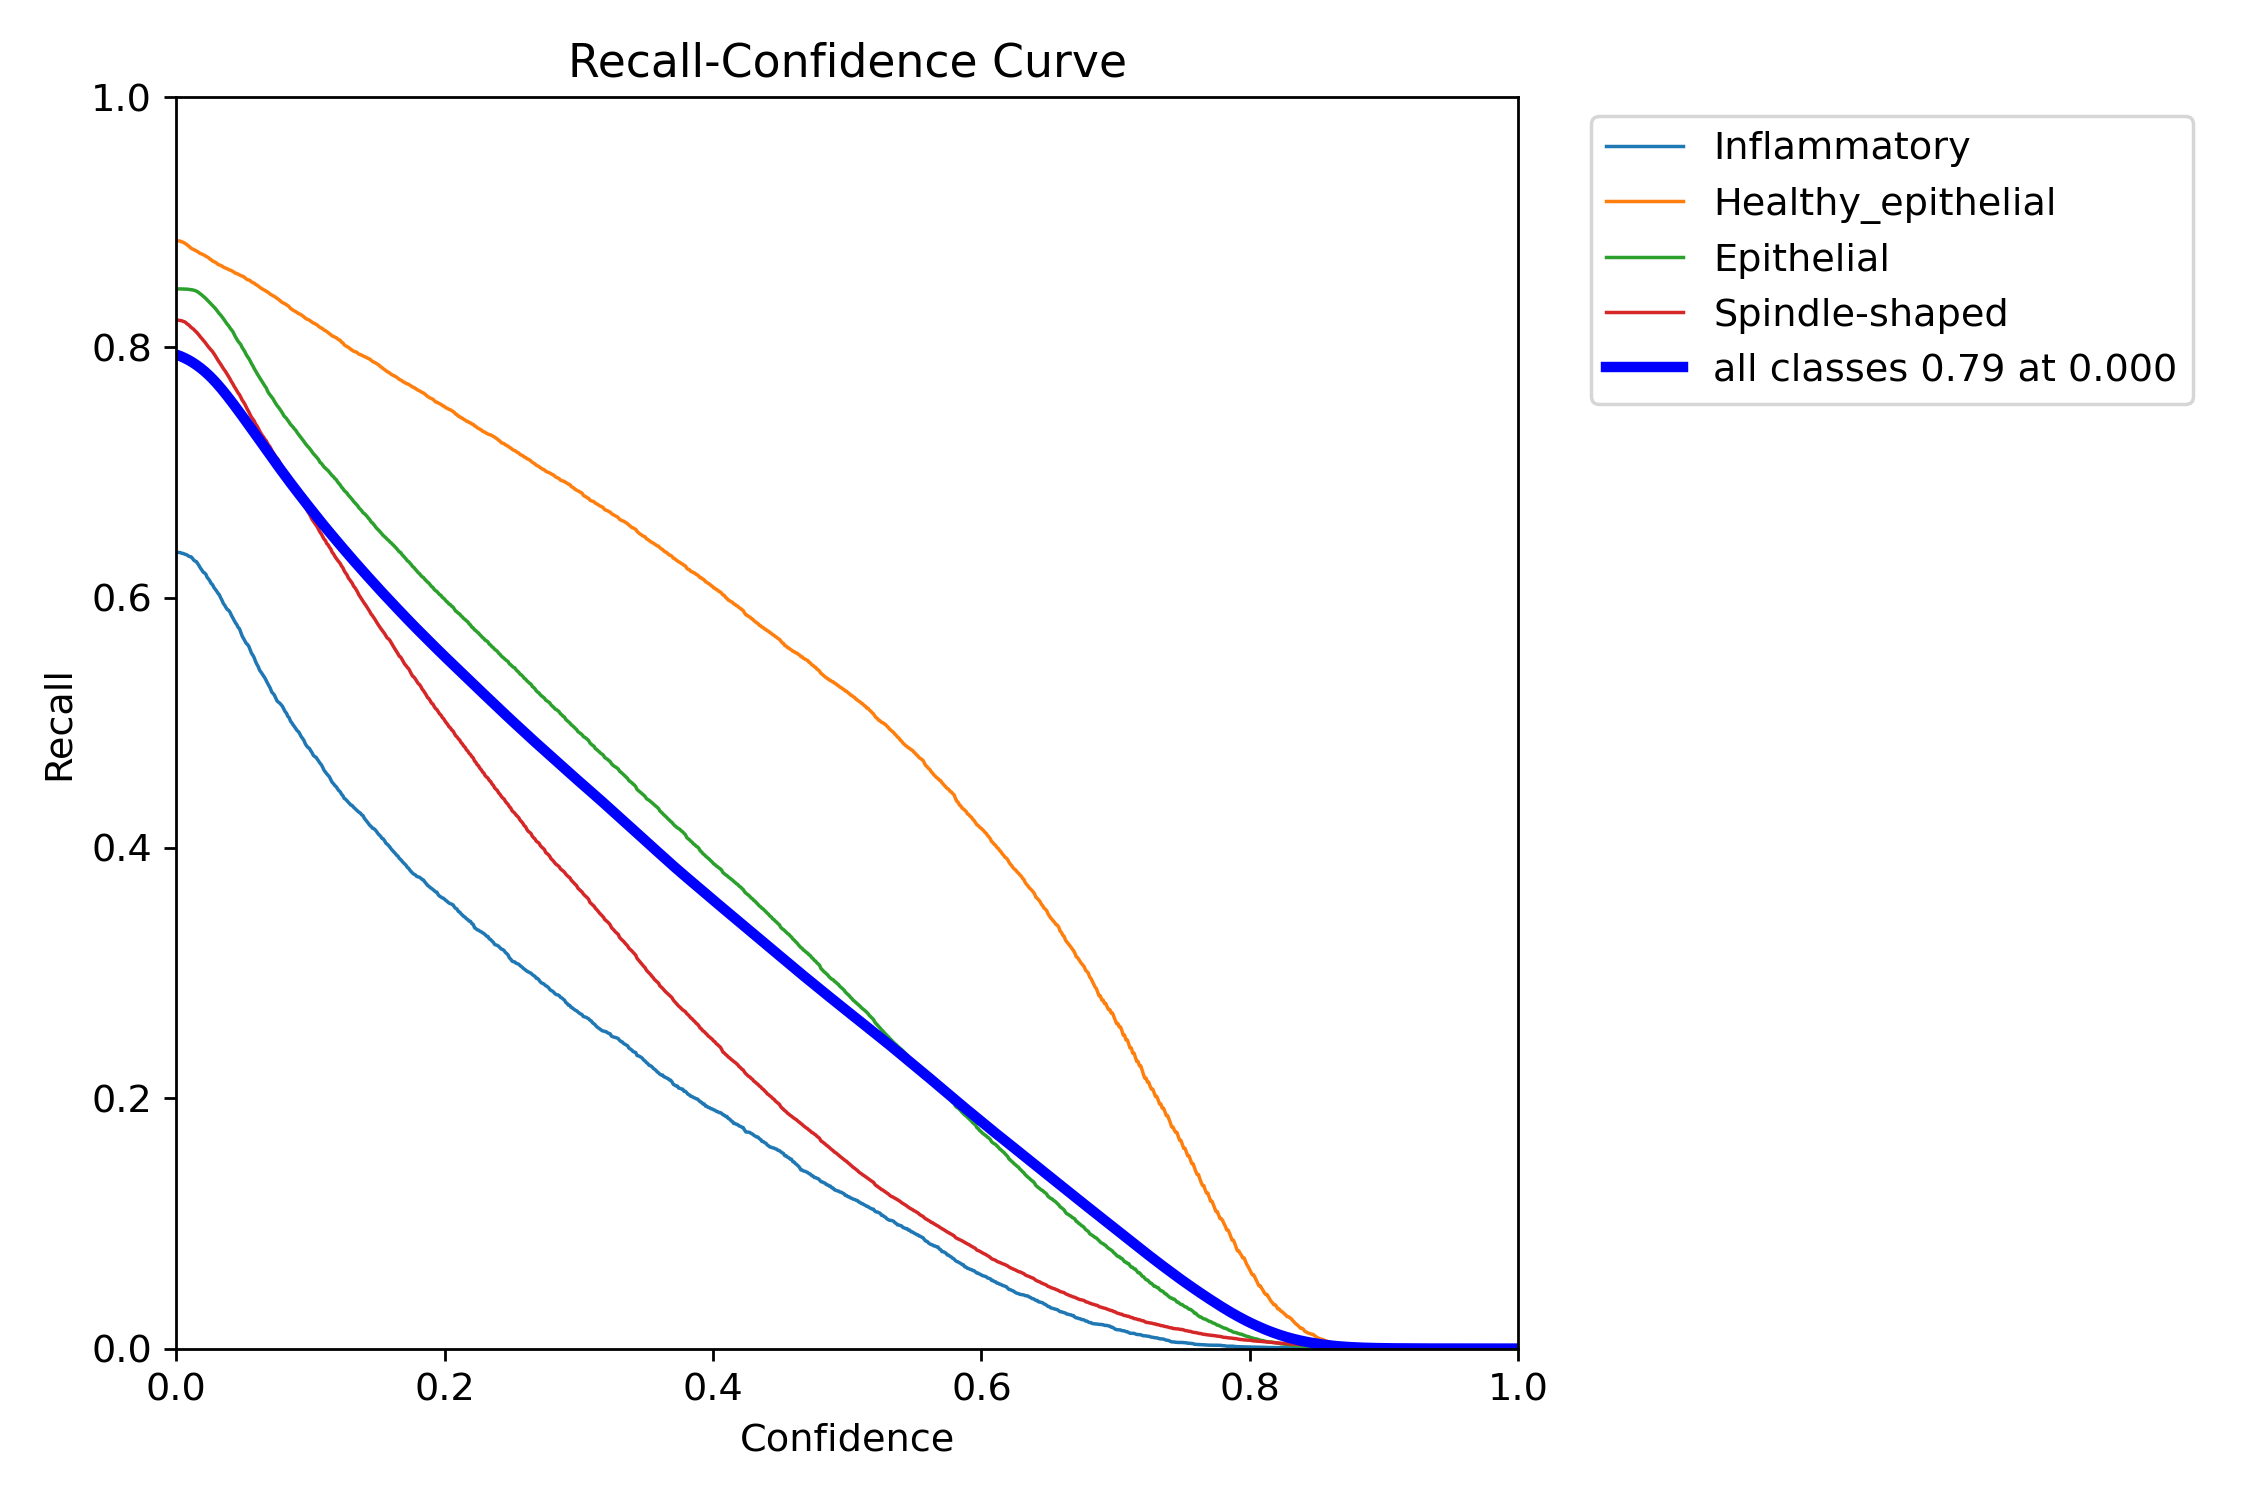 Recall-Confidence Curve
1.0
0.8
0.6
0.4
0.2
0.0
Recall
0.0 0.2 0.4 0.6 0.8 1.0
Confidence
Inflammatory
Healthy_epithelial
Epithelial
Spindle-shaped
all classes 0.79 at 0.000